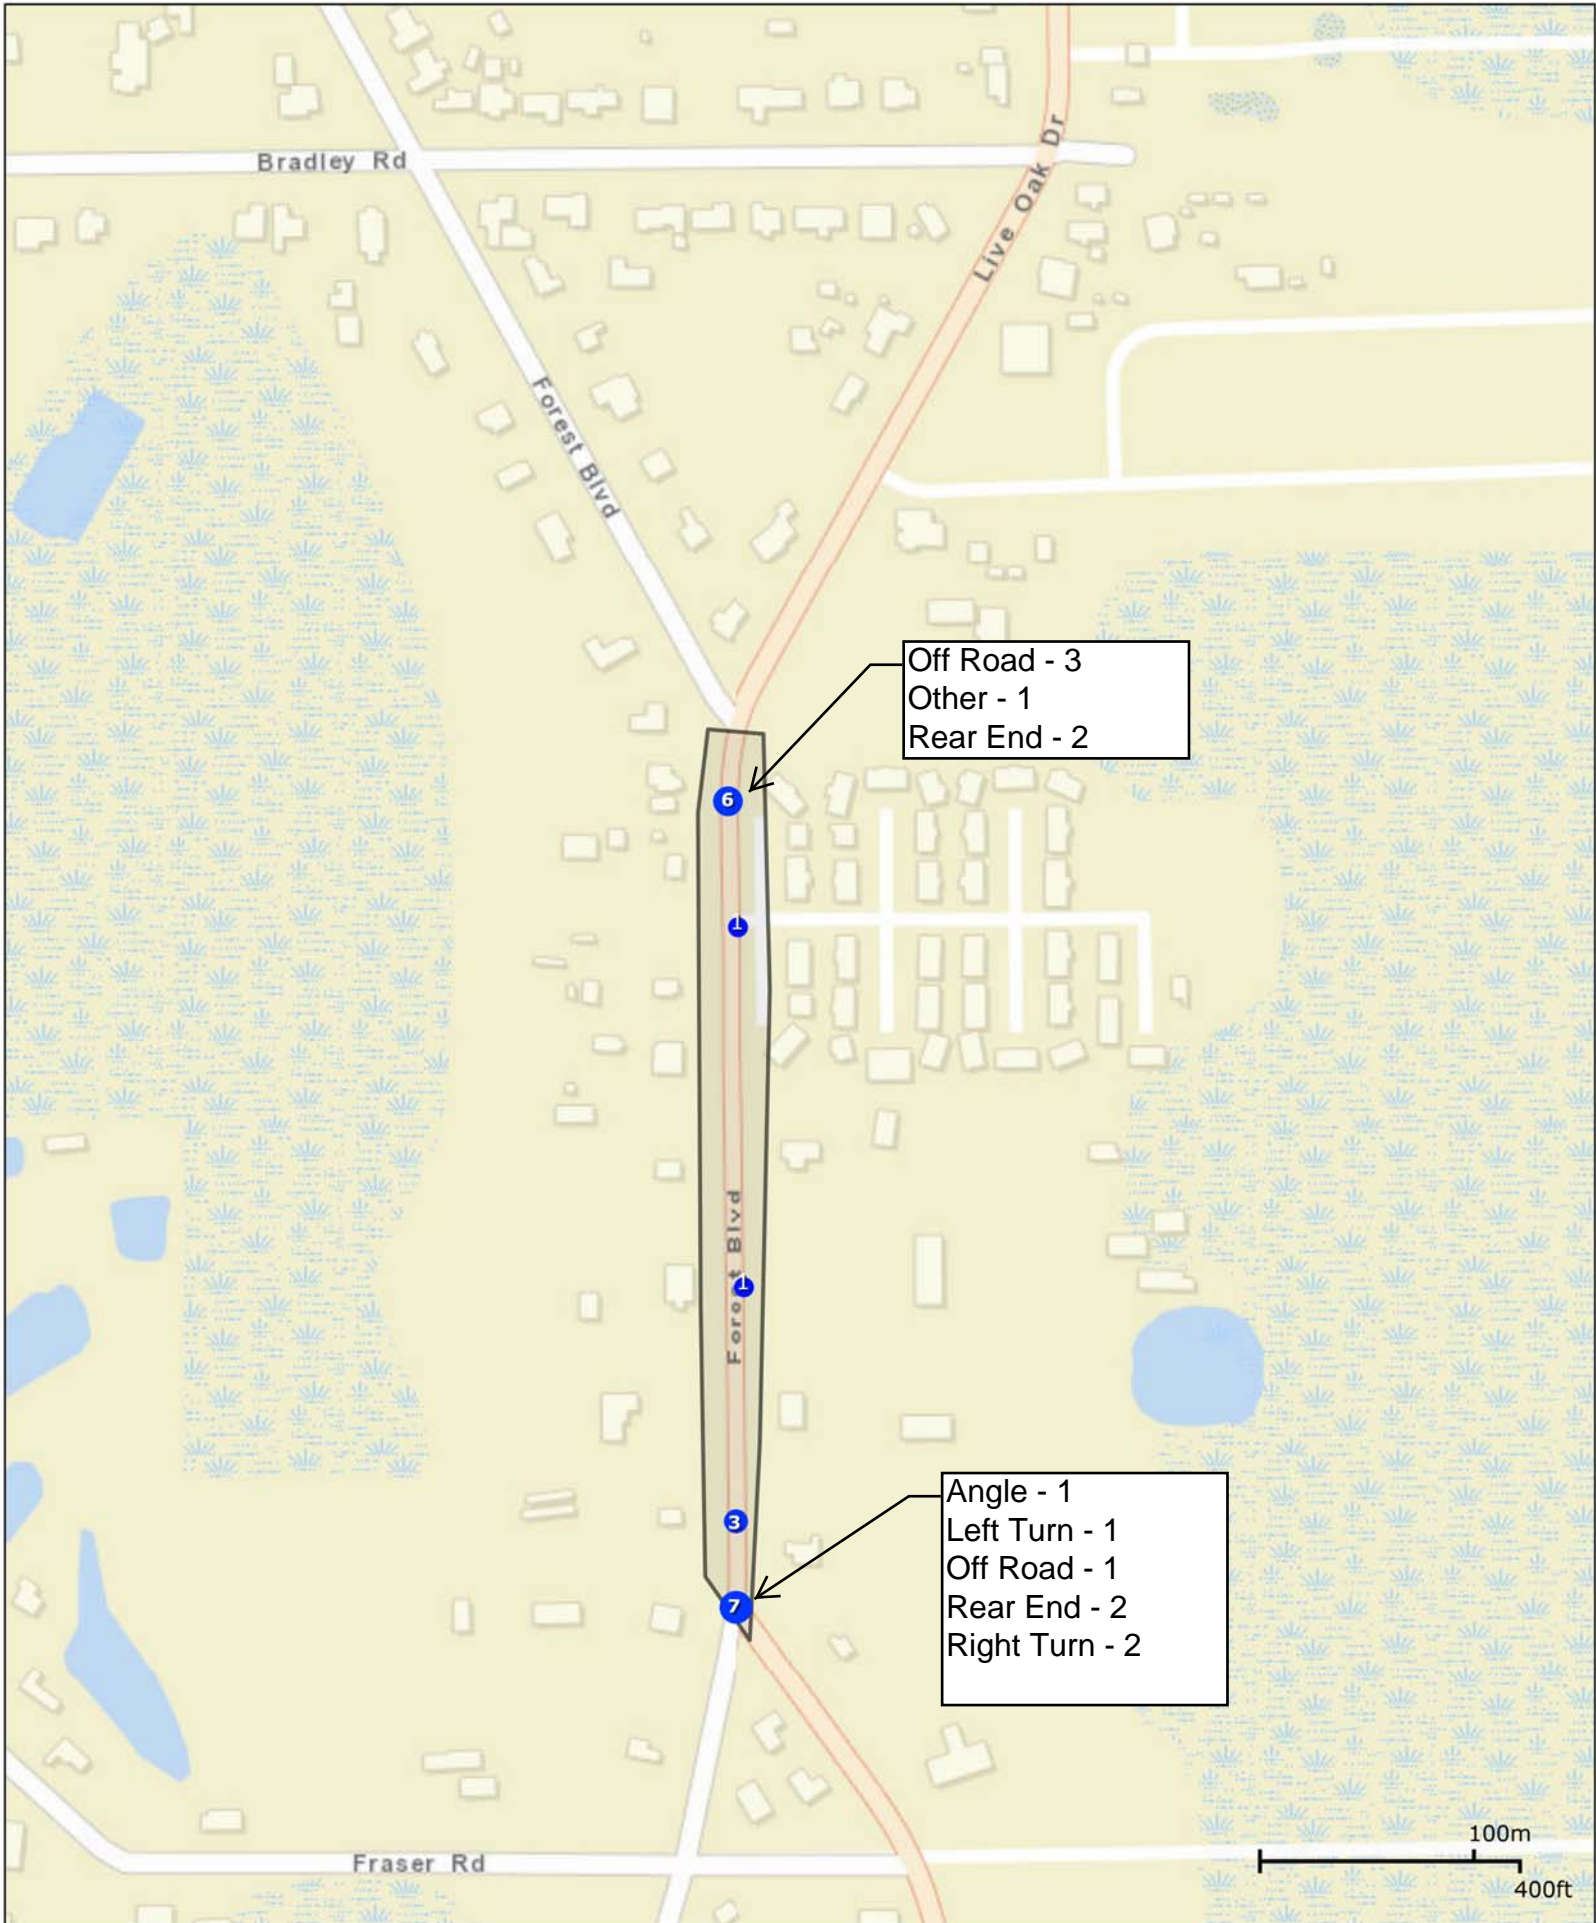 Bradley Rd
Live Oak Dr
Forest Blvd
Off Road - 3
Other - 1
Rear End - 2
6
1
Forest Blvd
1
Angle - 1
Left Turn - 1
Off Road - 1
Rear End - 2
Right Turn - 2
3
7
100m
400ft
Fraser Rd